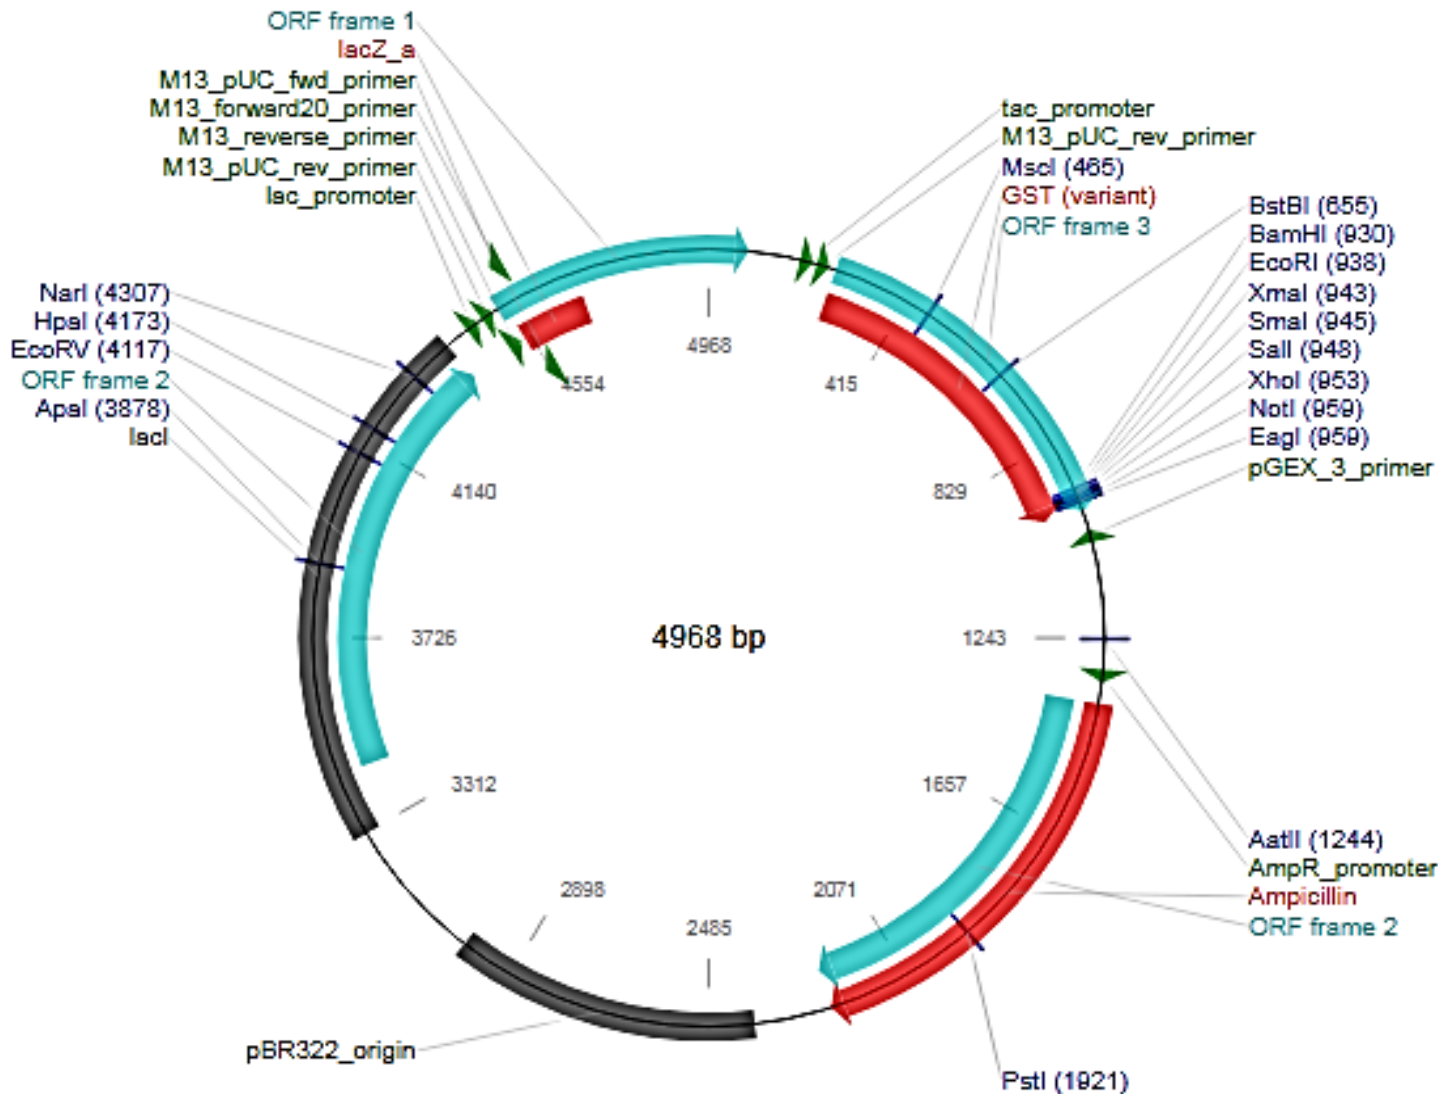 ORF frame 1
lacZ_a
M13_pUC_fwd_primer
M13_forward20_primer
M13_reverse_primer
M13_pUC_rev_primer
lac_promoter
tac_promoter
M13_pUC_rev_primer
MscI (465)
GST (variant)
ORF frame 3
BstBI (655)
BamHI (930)
EcoRI (938)
XmaI (943)
SmaI (945)
SalI (948)
XhoI (953)
NotI (959)
EagI (959)
pGEX_3_primer
NarI (4307)
HpaI (4173)
EcoRV (4117)
ORF frame 2
ApaI (3878)
lacI
4968
4554
415
4140
829
3726
4968 bp
1243
3312
1657
2898
2071
2485
AatII (1244)
AmpR_promoter
Ampicillin
ORF frame 2
pBR322_origin
PstI (1921)